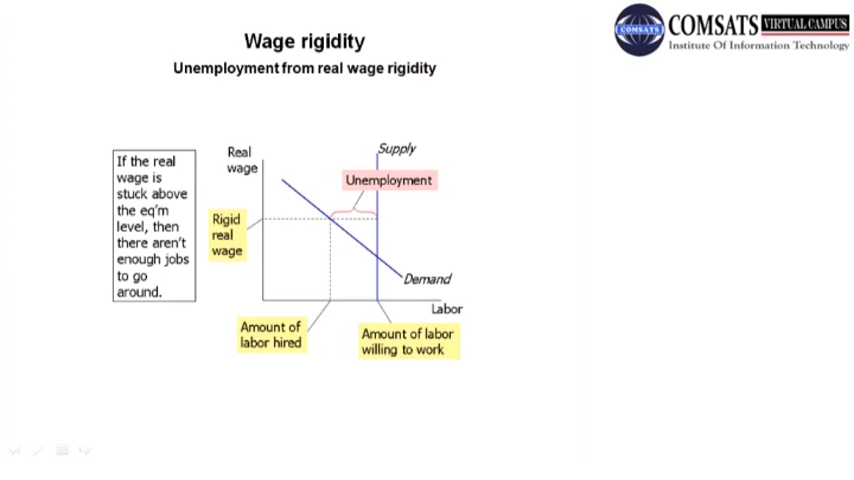 COMSATS
COMSATS VIRTUAL CAMPUS
Institute Of Information Technology
Wage rigidity
Unemployment from real wage rigidity
If the real
wage is
stuck above
the eq'm
level, then
there aren't
enough jobs
to go
around.
Real
wage
Supply
Unemployment
Rigid
real
wage
Demand
Labor
Amount of
labor hired
Amount of labor
willing to work